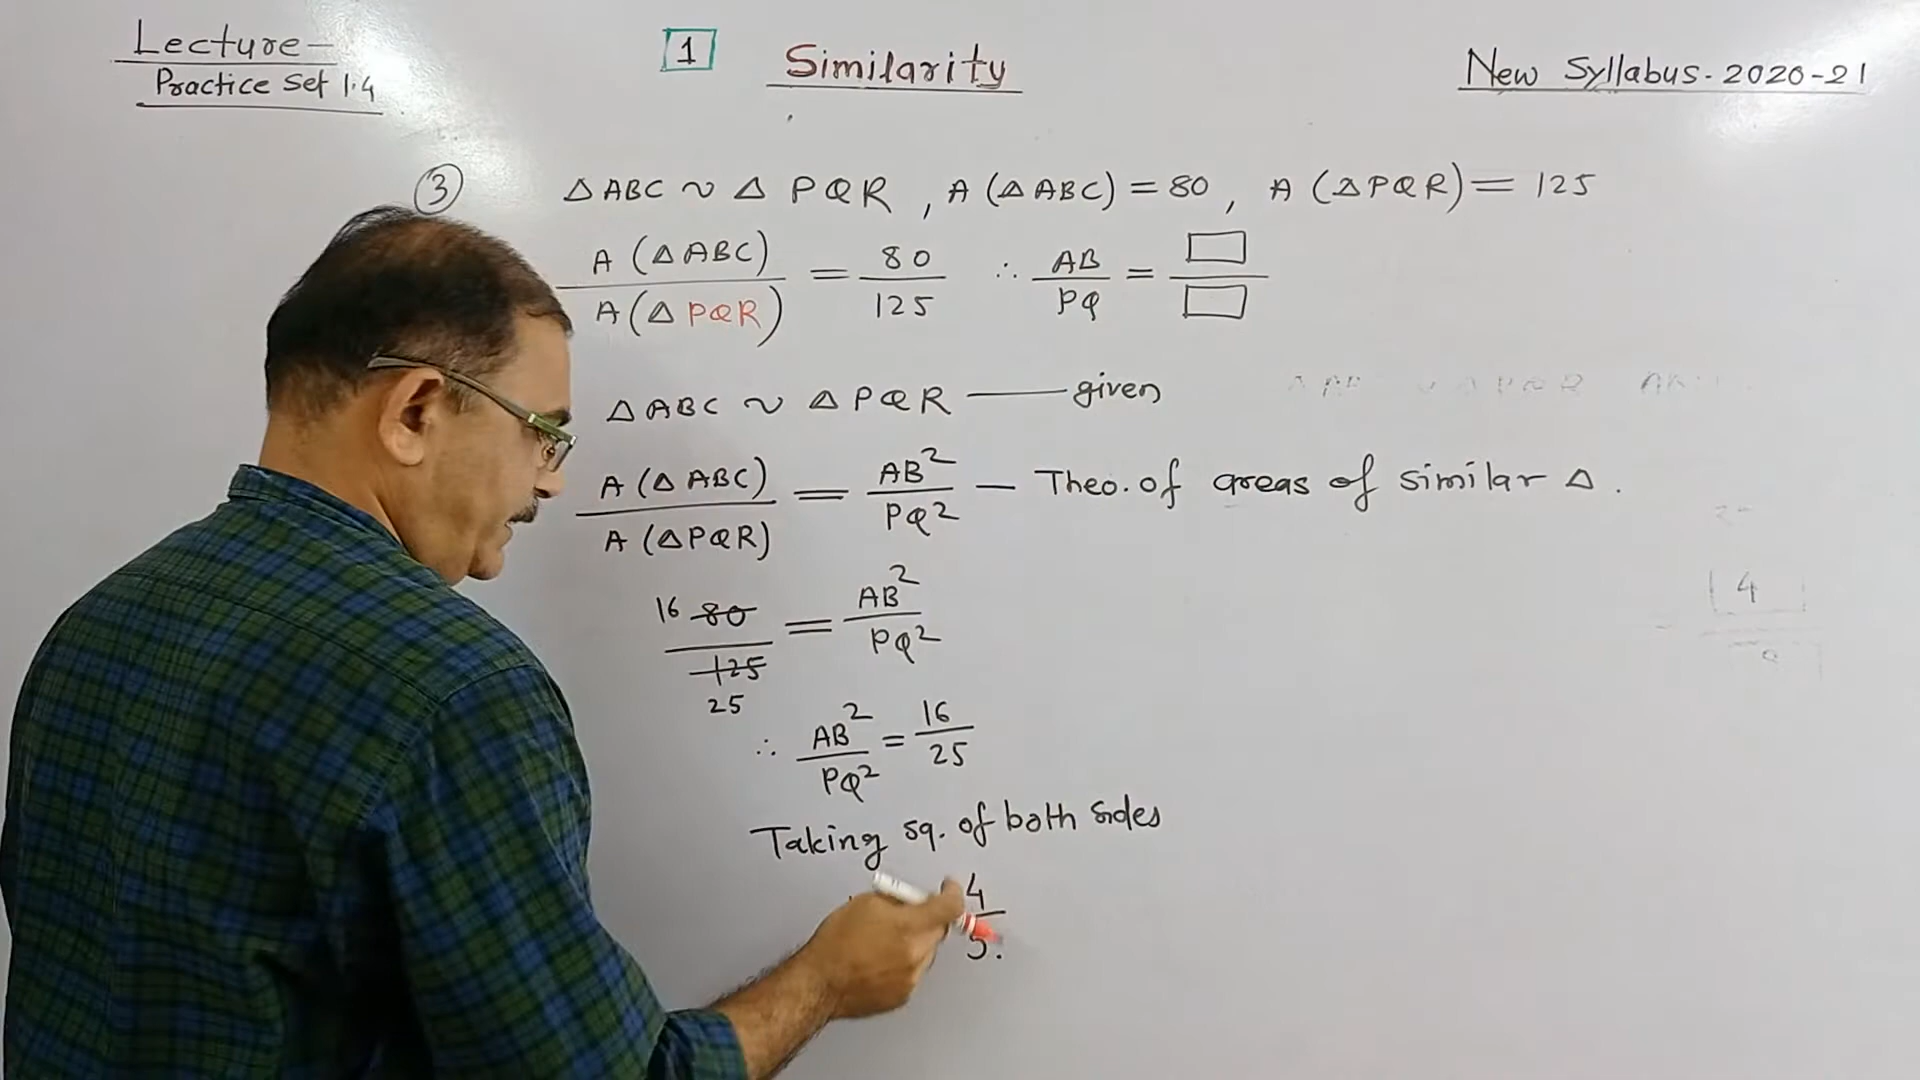 Lecture-
Practice Set 1.4
1 Similarity
New Syllabus. 2020-21
③ △ABC ~ △PQR, A(△ABC) = 80, A(△PQR) = 125
A(△ABC) / A(△PQR) = 80 / 125 ∴ AB / PQ = □ / □
△ABC ~ △PQR — given
A(△ABC) / A(△PQR) = AB² / PQ² — Theo. of areas of similar △.
16 80 / 125 25 = AB² / PQ²
∴ AB² / PQ² = 16 / 25
Taking sq. of both sides
4 / 5.
4